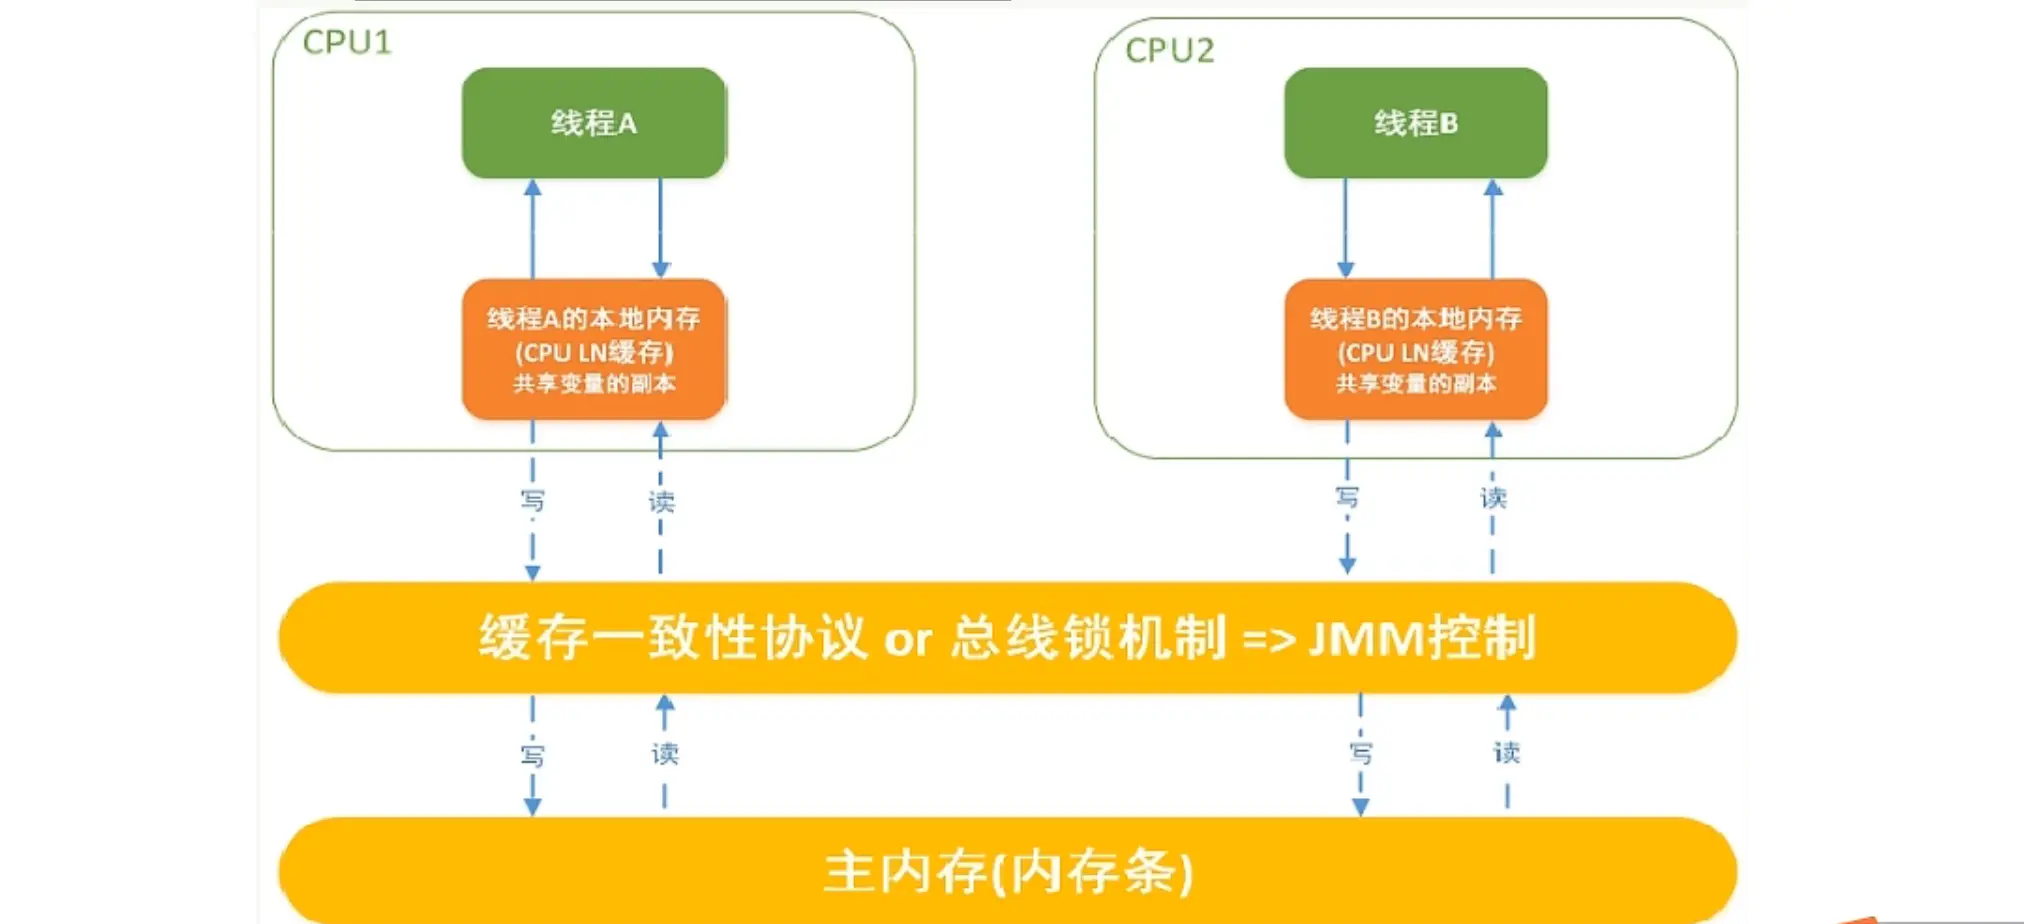 CPU1
CPU2
线程A
线程B
线程A的本地内存
(CPU LN缓存)
共享变量的副本
线程B的本地内存
(CPU LN缓存)
共享变量的副本
写
读
写
读
缓存一致性协议 or 总线锁机制 => JMM控制
写
读
写
读
主内存(内存条)